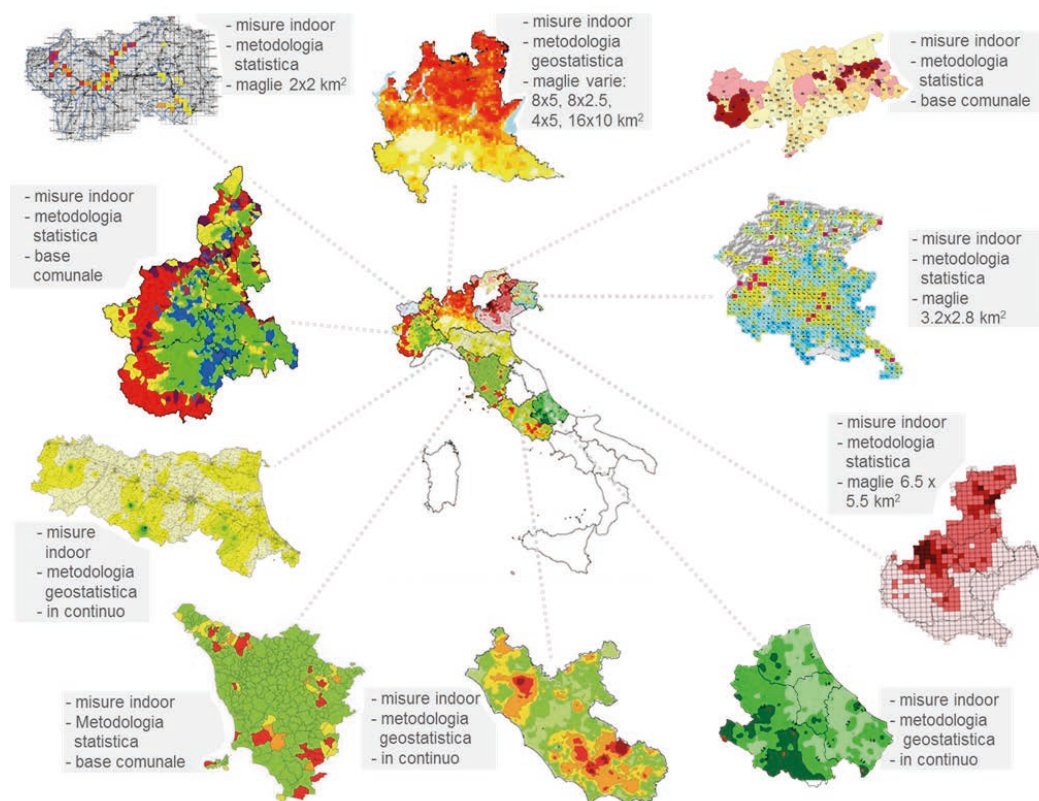 - misure indoor
- metodologia
statistica
- maglie 2x2 km²
- misure indoor
- metodologia
geostatistica
- maglie varie:
8x5, 8x2.5,
4x5, 16x10 km²
- misure indoor
- metodologia
statistica
- base comunale
- misure indoor
- metodologia
statistica
- base
comunale
- misure indoor
- metodologia
statistica
- maglie
3.2x2.8 km²
- misure indoor
- metodologia
statistica
- maglie 6.5 x
5.5 km²
- misure
indoor
- metodologia
geostatistica
- in continuo
- misure indoor
- Metodologia
statistica
- base comunale
- misure indoor
- metodologia
geostatistica
- in continuo
- misure indoor
- metodologia
geostatistica
- in continuo